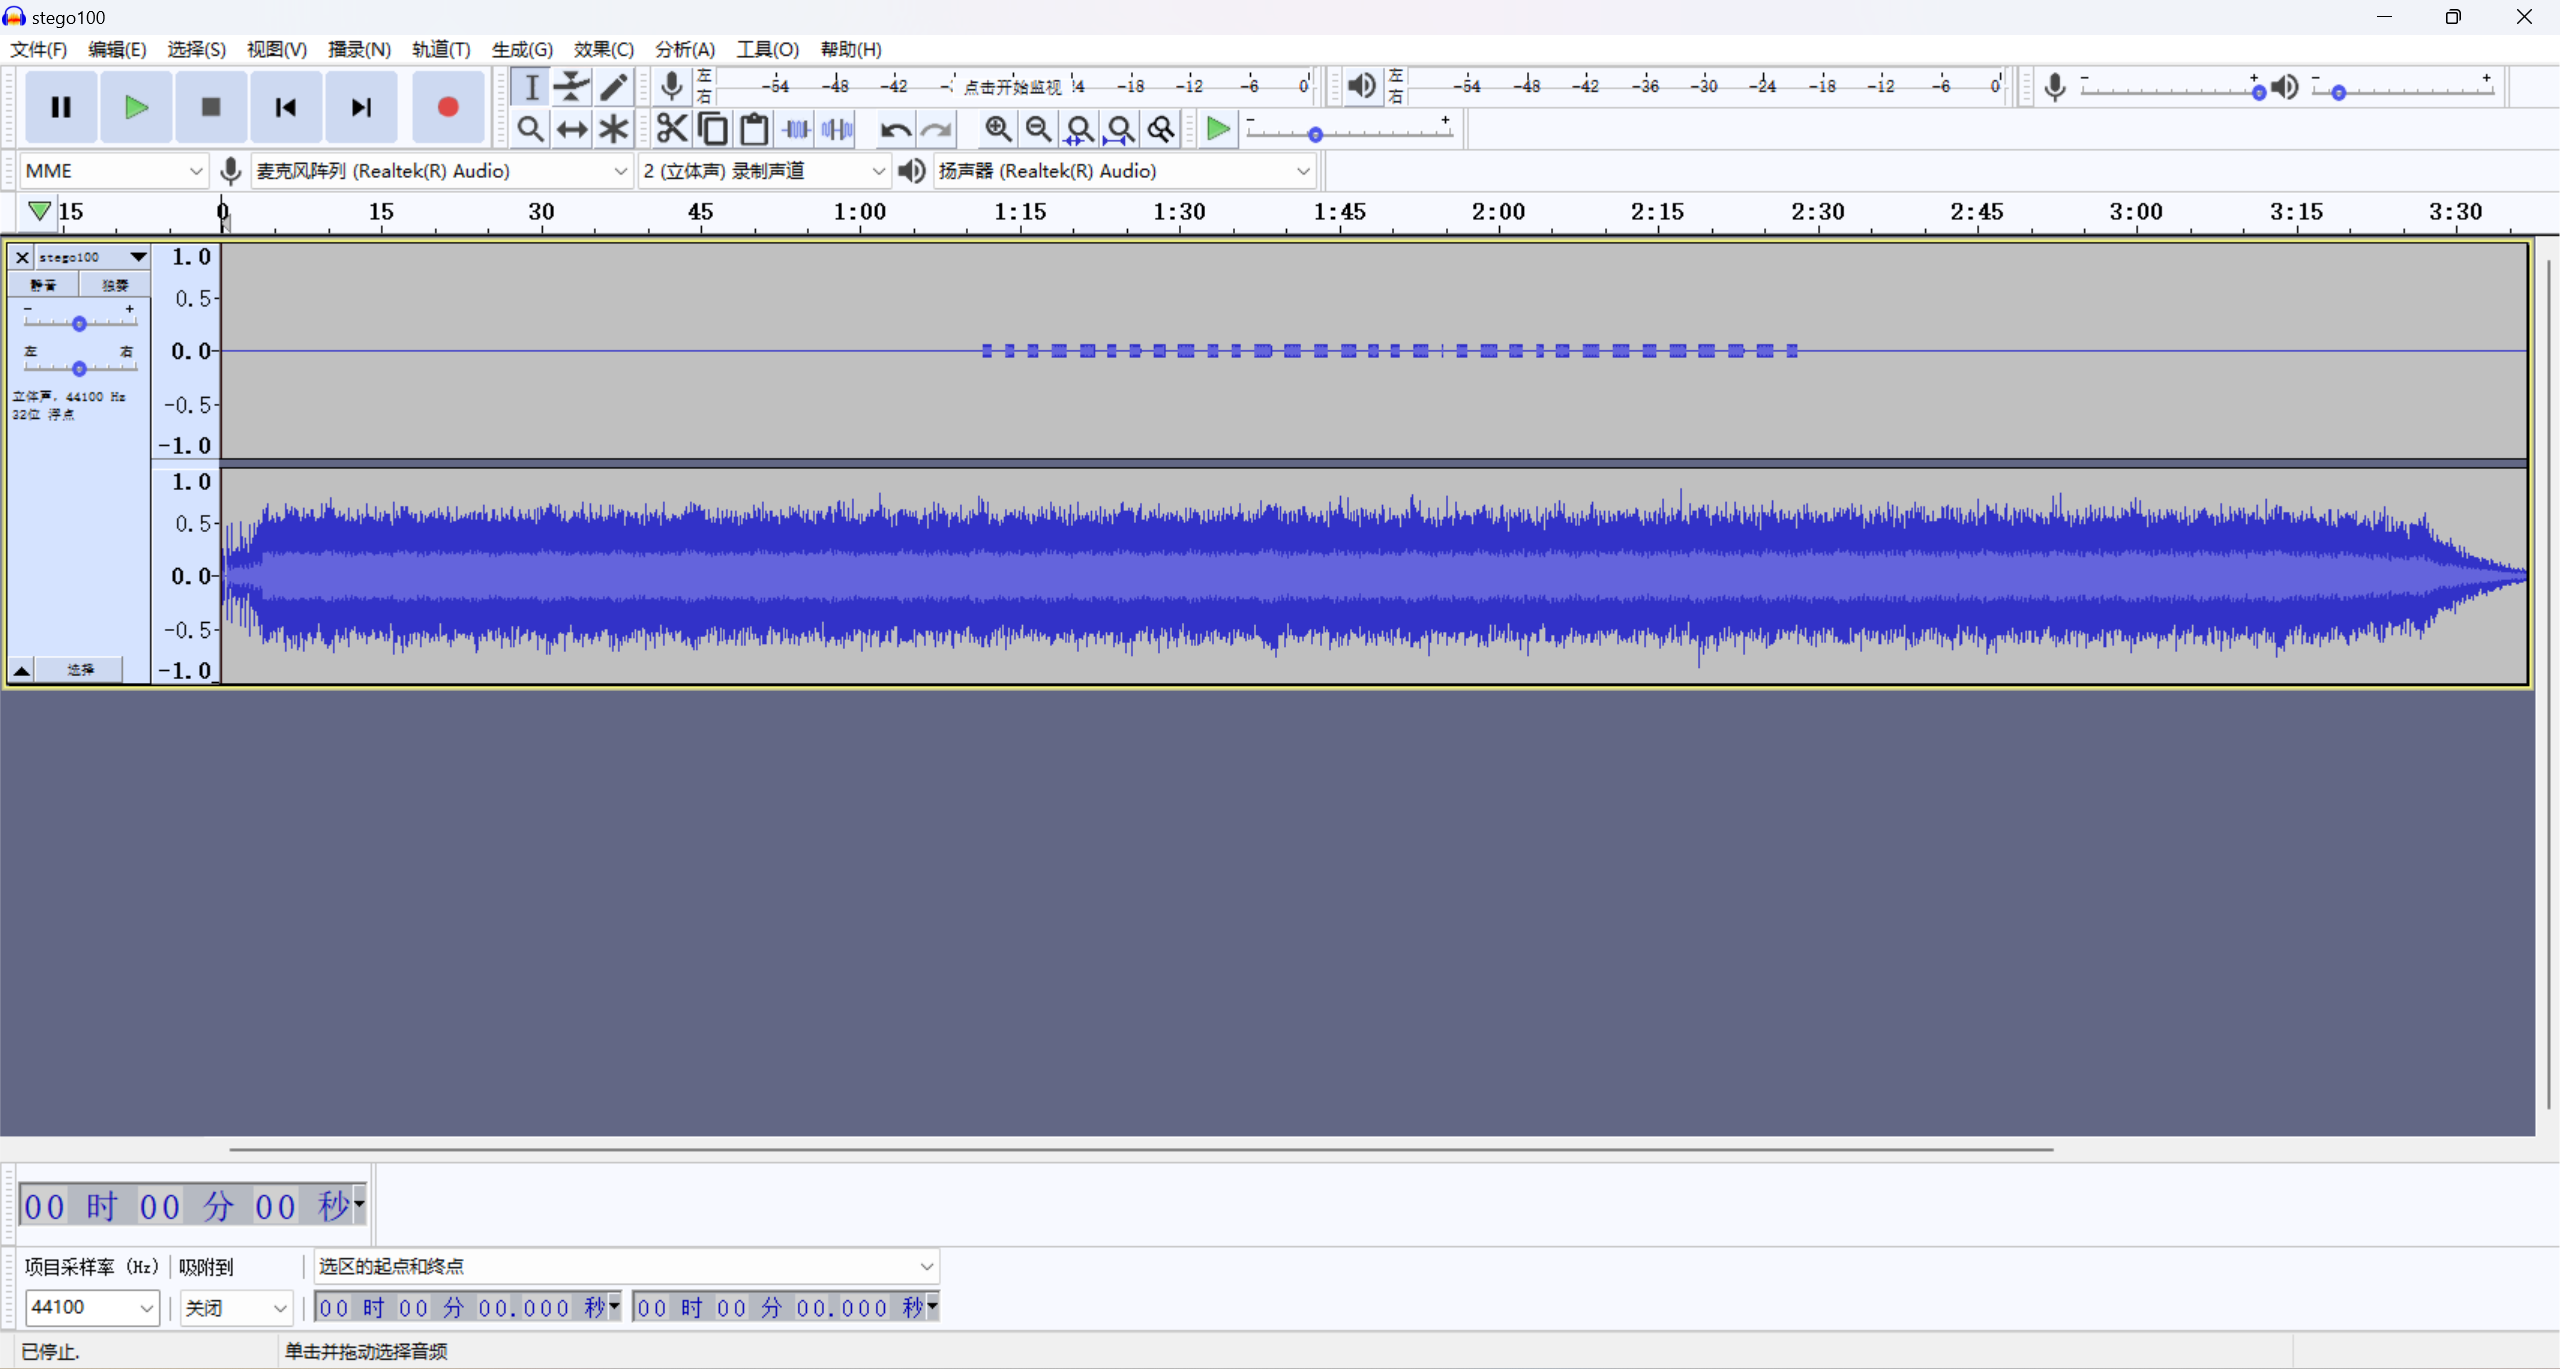 stego100
文件(F) 编辑(E) 选择(S) 视图(V) 播录(N) 轨道(T) 生成(G) 效果(C) 分析(A) 工具(O) 帮助(H)
左 -54 -48 -42 点击开始监视 -18 -12 -6 0 左 -54 -48 -42 -36 -30 -24 -18 -12 -6 0 - + - +
右 右
- +
MME 麦克风阵列 (Realtek(R) Audio) 2 (立体声) 录制声道 扬声器 (Realtek(R) Audio)
15 0 15 30 45 1:00 1:15 1:30 1:45 2:00 2:15 2:30 2:45 3:00 3:15 3:30
stego100 1.0
静音 独奏
0.5
- +
左 右 0.0
立体声, 44100 Hz -0.5
32位 浮点
-1.0
1.0
0.5
0.0
-0.5
选择 -1.0
00 时 00 分 00 秒
项目采样率 (Hz) 吸附到 选区的起点和终点
44100 关闭 00 时 00 分 00.000 秒 00 时 00 分 00.000 秒
已停止. 单击并拖动选择音频